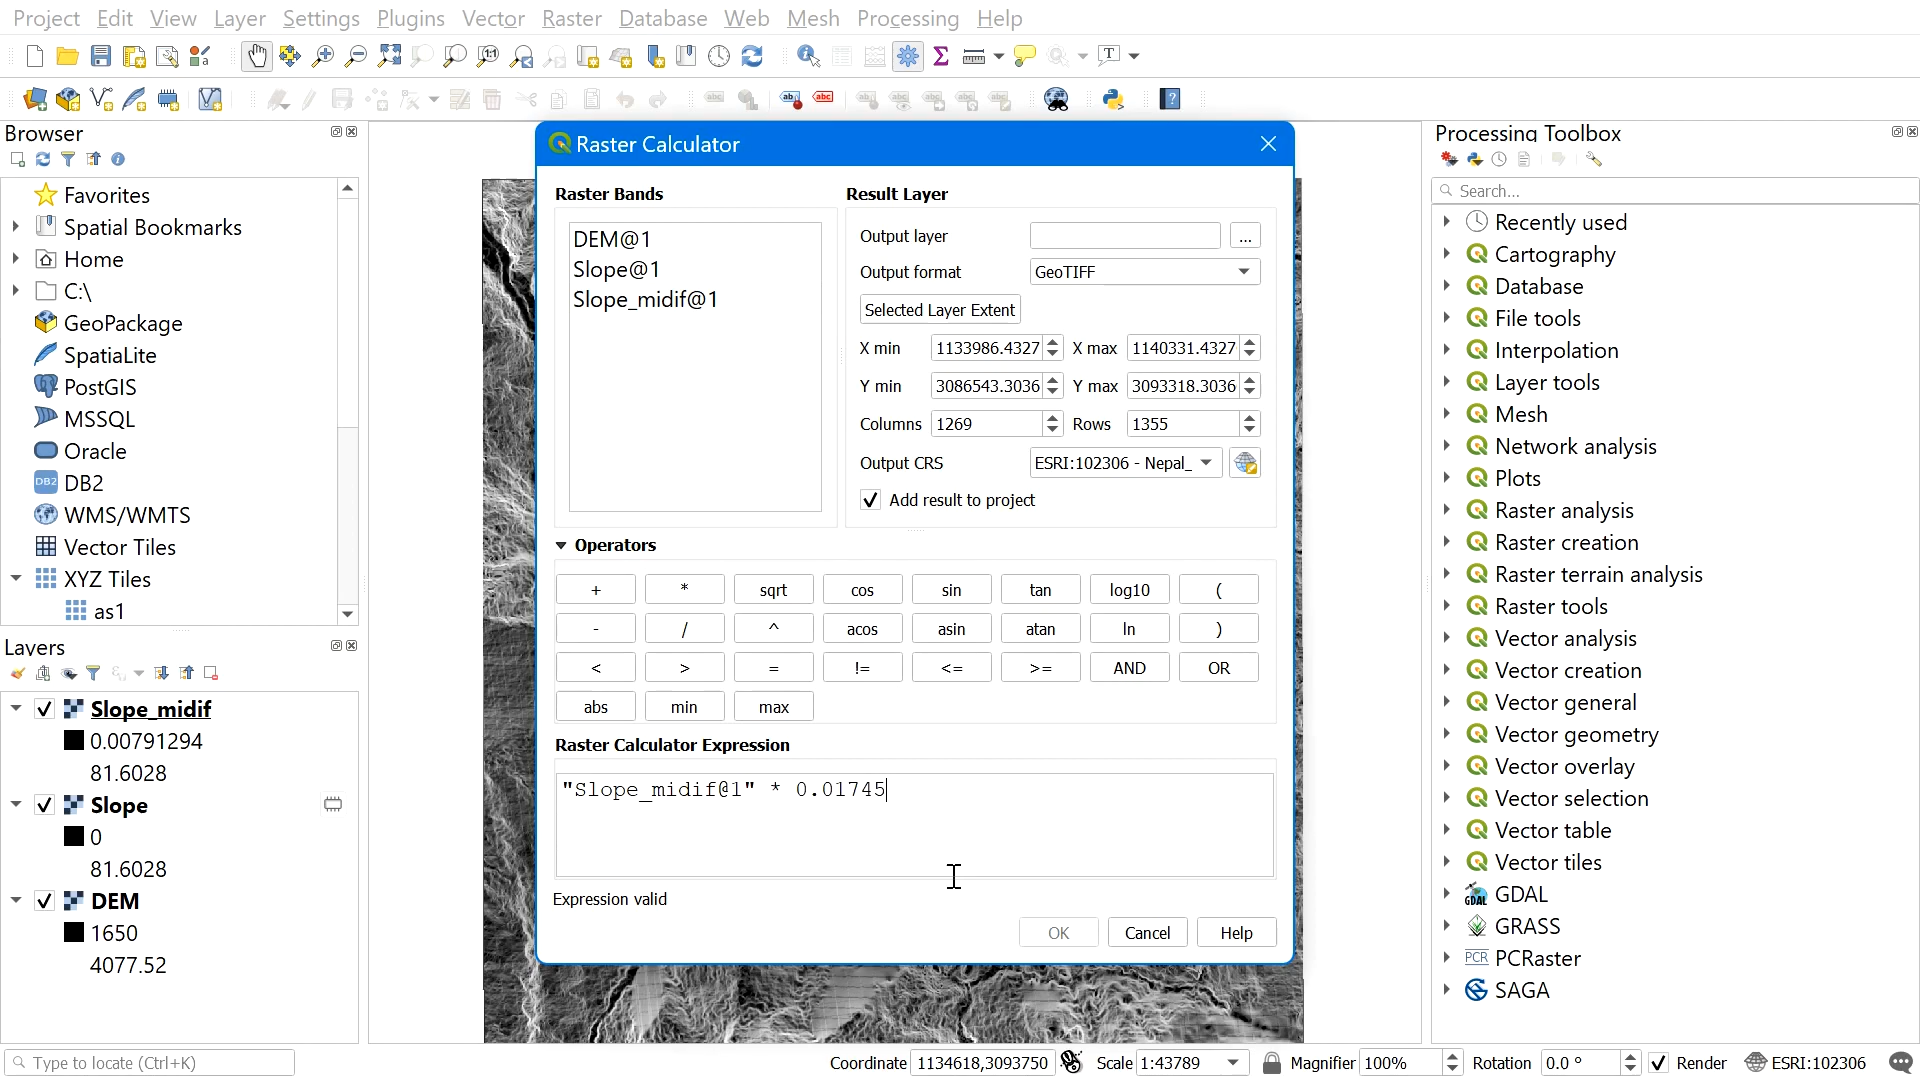 Project Edit View Layer Settings Plugins Vector Raster Database Web Mesh Processing Help
Browser
Favorites
Spatial Bookmarks
Home
C:\
GeoPackage
SpatiaLite
PostGIS
MSSQL
Oracle
DB2
WMS/WMTS
Vector Tiles
XYZ Tiles
as1
Layers
Slope_midif
0.00791294
81.6028
Slope
0
81.6028
DEM
1650
4077.52
Raster Calculator
Raster Bands
DEM@1
Slope@1
Slope_midif@1
Result Layer
Output layer ...
Output format GeoTIFF
Selected Layer Extent
X min 1133986.4327 X max 1140331.4327
Y min 3086543.3036 Y max 3093318.3036
Columns 1269 Rows 1355
Output CRS ESRI:102306 - Nepal_
Add result to project
Operators
+ * sqrt cos sin tan log10 (
- / ^ acos asin atan ln )
< > = != <= >= AND OR
abs min max
Raster Calculator Expression
"Slope_midif@1" * 0.01745
Expression valid
OK Cancel Help
Processing Toolbox
Search...
Recently used
Cartography
Database
File tools
Interpolation
Layer tools
Mesh
Network analysis
Plots
Raster analysis
Raster creation
Raster terrain analysis
Raster tools
Vector analysis
Vector creation
Vector general
Vector geometry
Vector overlay
Vector selection
Vector table
Vector tiles
GDAL
GRASS
PCRaster
SAGA
Type to locate (Ctrl+K) Coordinate 1134618,3093750 Scale 1:43789 Magnifier 100% Rotation 0.0 ° Render ESRI:102306